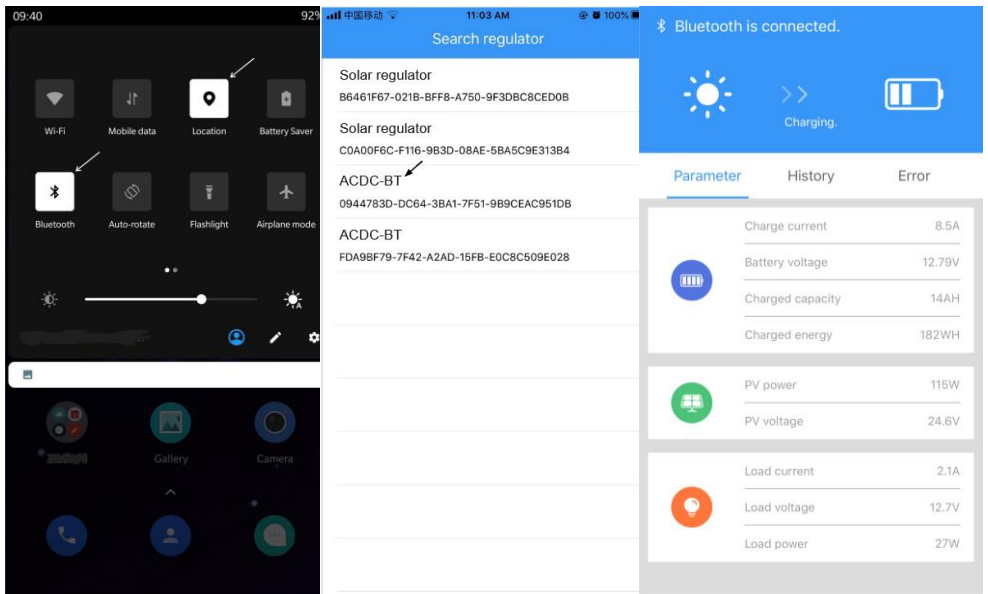 09:40
92%
Wi-Fi
Mobile data
Location
Battery Saver
Bluetooth
Auto-rotate
Flashlight
Airplane mode
A
Gallery
Camera
中国移动
11:03 AM
100%
Search regulator
Solar regulator
B6461F67-021B-BFF8-A750-9F3DBC8CED0B
Solar regulator
C0A00F6C-F116-9B3D-08AE-5BA5C9E313B4
ACDC-BT
0944783D-DC64-3BA1-7F51-9B9CEAC951DB
ACDC-BT
FDA9BF79-7F42-A2AD-15FB-E0C8C509E028
Bluetooth is connected.
Charging.
Parameter History Error
Charge current 8.5A
Battery voltage 12.79V
Charged capacity 14AH
Charged energy 182WH
PV power 115W
PV voltage 24.6V
Load current 2.1A
Load voltage 12.7V
Load power 27W